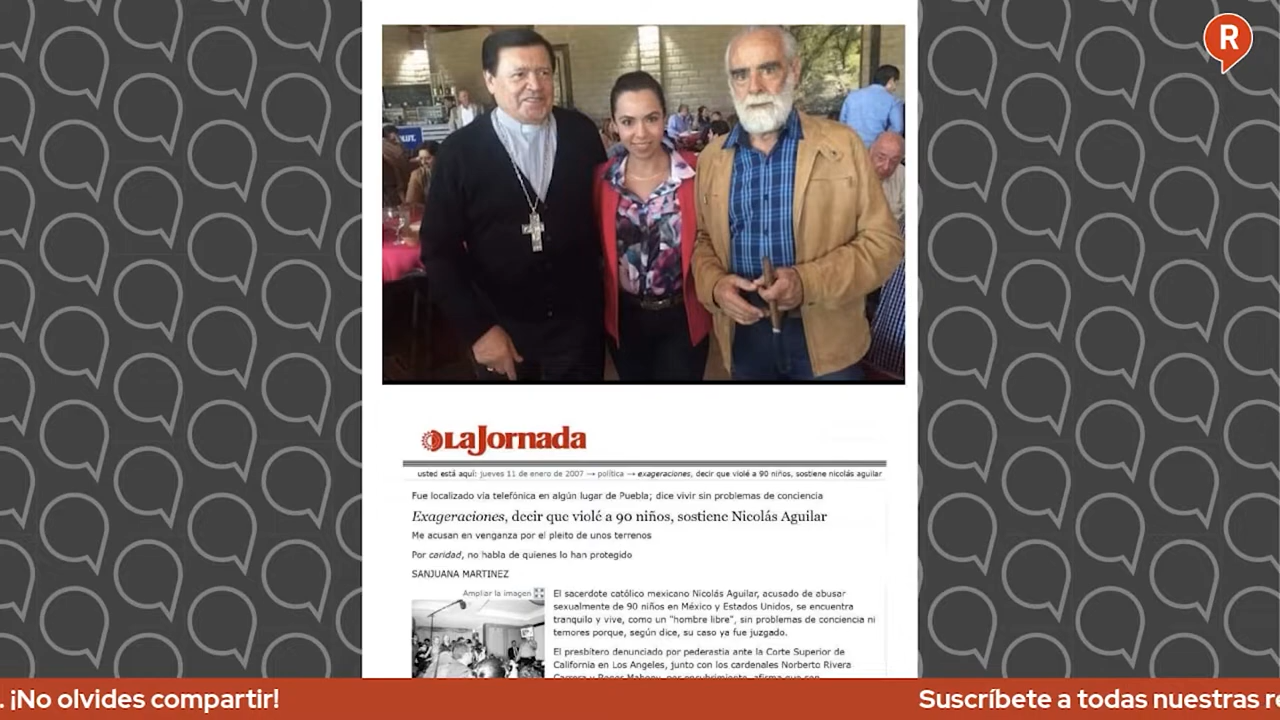 R
LUT.
La Jornada
usted está aquí: jueves 11 de enero de 2007 → política → exageraciones, decir que violé a 90 niños, sostiene nicolás aguilar
Fue localizado vía telefónica en algún lugar de Puebla; dice vivir sin problemas de conciencia
Exageraciones, decir que violé a 90 niños, sostiene Nicolás Aguilar
Me acusan en venganza por el pleito de unos terrenos
Por caridad, no habla de quienes lo han protegido
SANJUANA MARTINEZ
Ampliar la imagen
El sacerdote católico mexicano Nicolás Aguilar, acusado de abusar
sexualmente de 90 niños en México y Estados Unidos, se encuentra
tranquilo y vive, como un "hombre libre", sin problemas de conciencia ni
temores porque, según dice, su caso ya fue juzgado.
El presbítero denunciado por pederastia ante la Corte Superior de
California en Los Angeles, junto con los cardenales Norberto Rivera
. ¡No olvides compartir!
Suscríbete a todas nuestras re